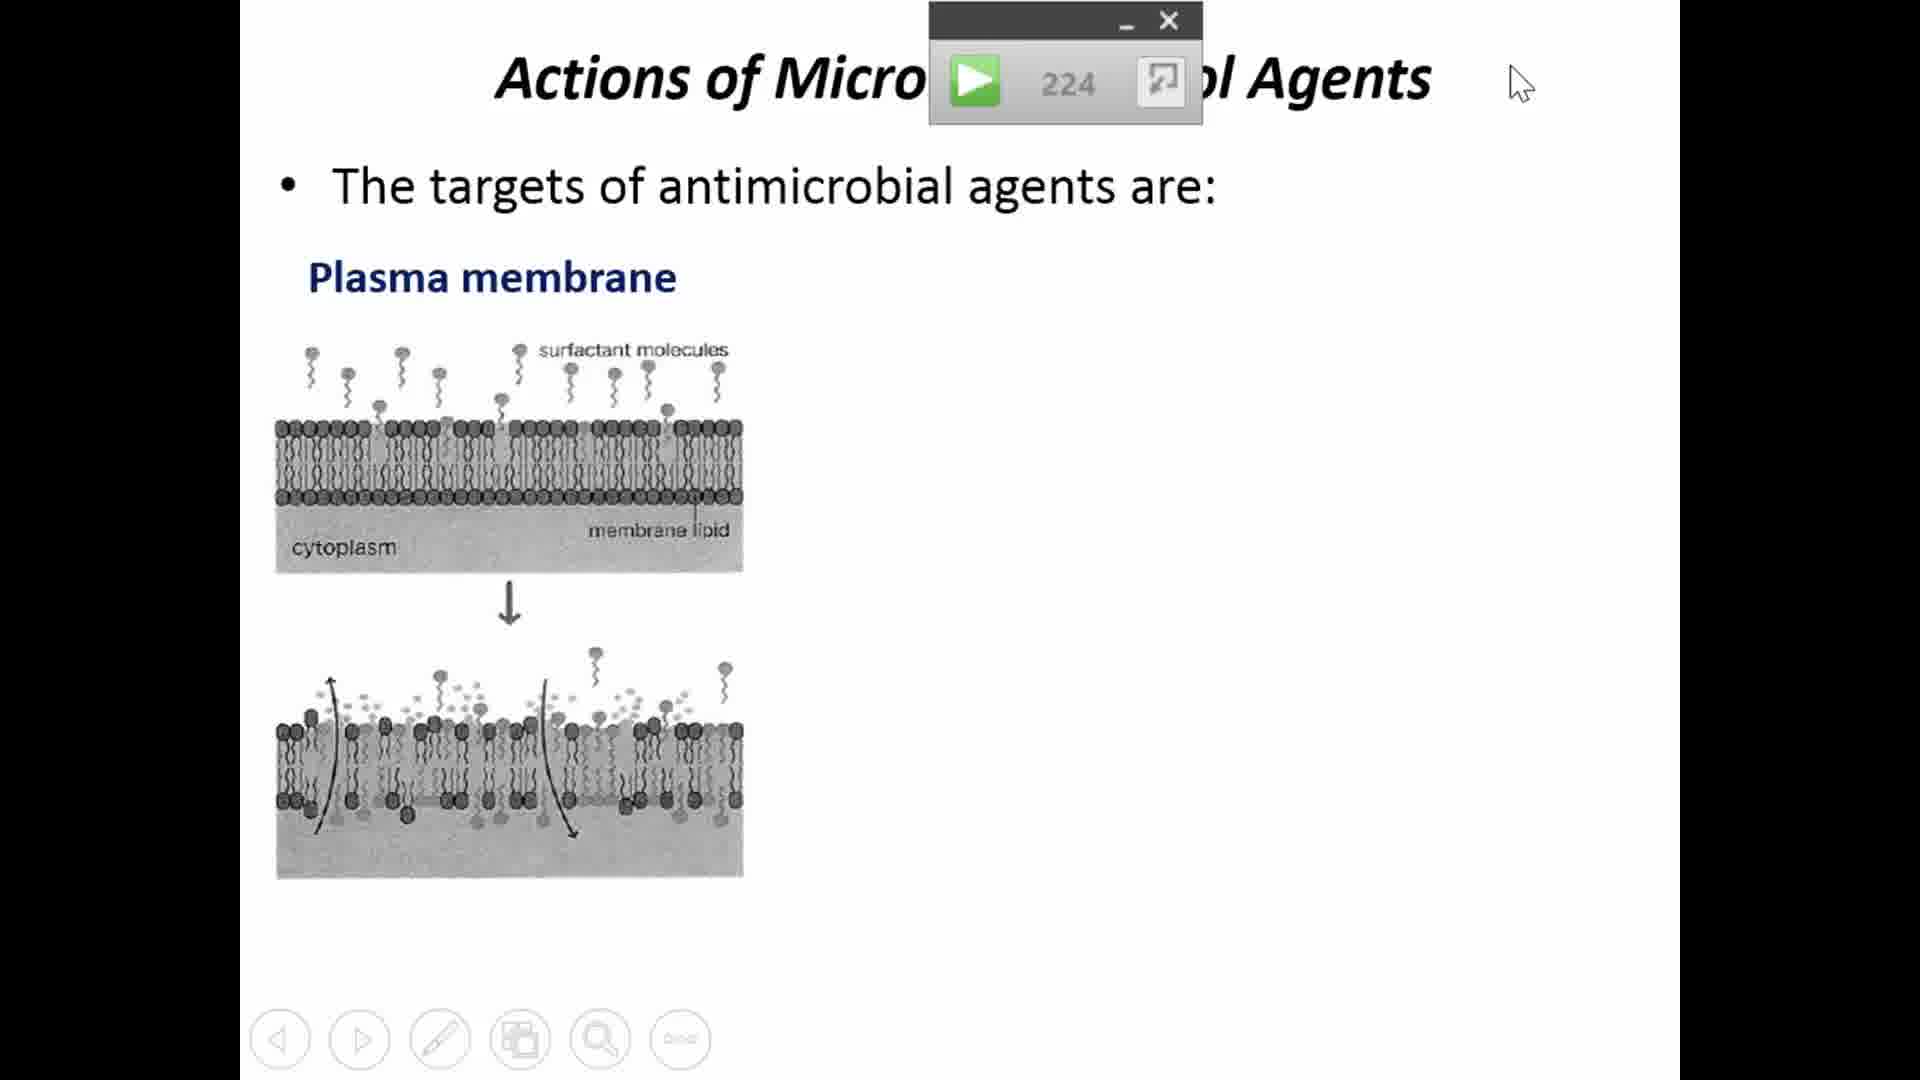 Actions of Micro ol Agents
224
• The targets of antimicrobial agents are:
Plasma membrane
surfactant molecules
membrane lipid
cytoplasm